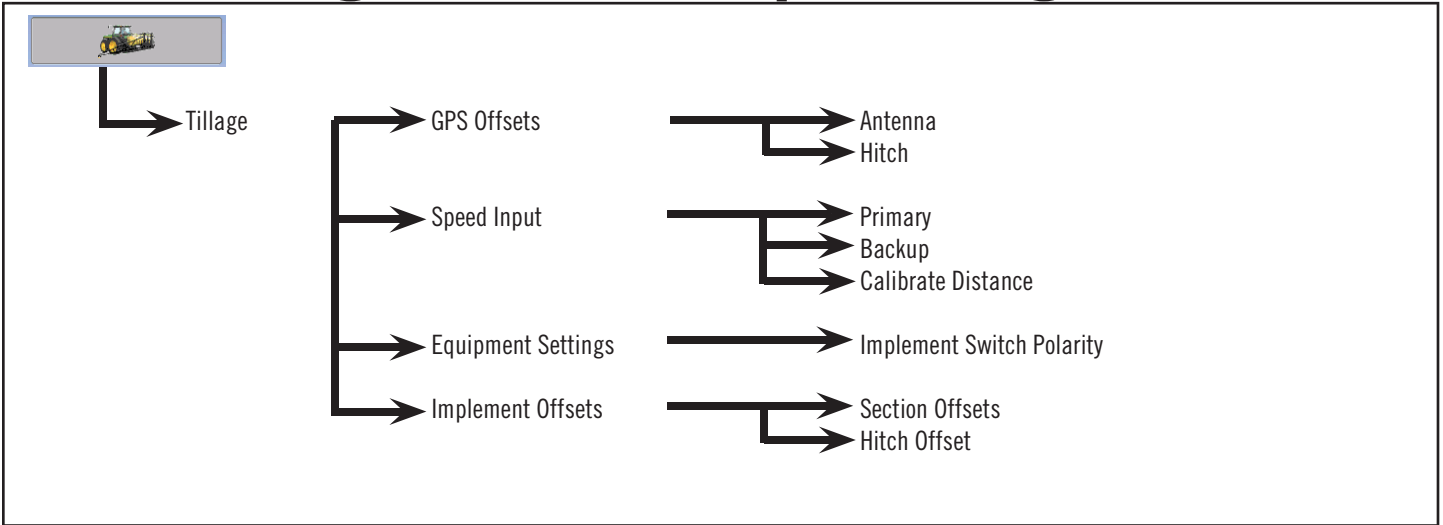 Tillage
GPS Offsets
Antenna
Hitch
Speed Input
Primary
Backup
Calibrate Distance
Equipment Settings
Implement Switch Polarity
Implement Offsets
Section Offsets
Hitch Offset